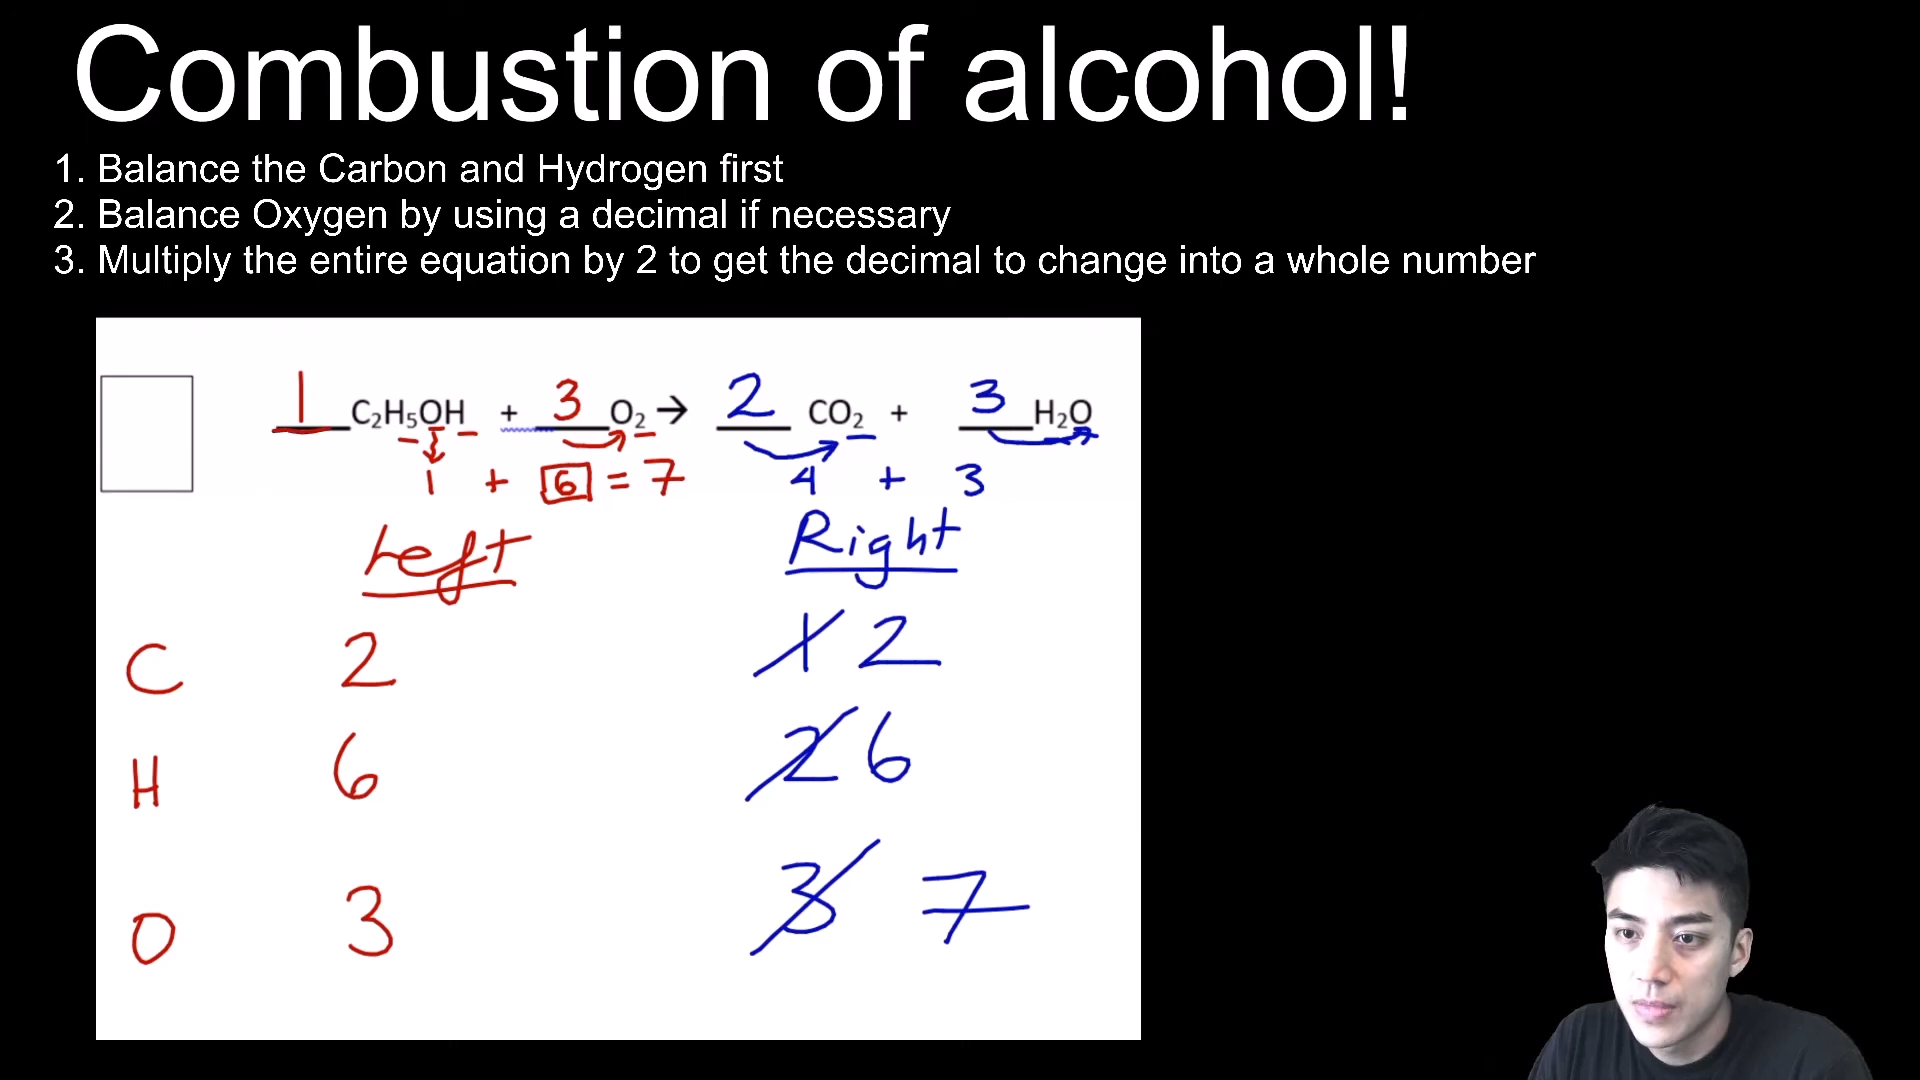 Combustion of alcohol!
1. Balance the Carbon and Hydrogen first
2. Balance Oxygen by using a decimal if necessary
3. Multiply the entire equation by 2 to get the decimal to change into a whole number
1 C₂H₅OH + 3 O₂ → 2 CO₂ + 3 H₂O
1 + 6 = 7 4 + 3
Left Right
C 2 1 2
H 6 2 6
O 3 3 7